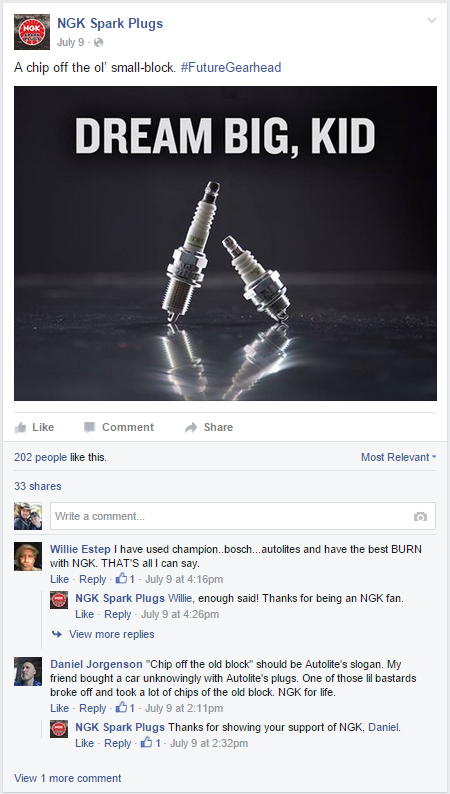 NGK
NGK Spark Plugs
July 9 ·
A chip off the ol' small-block. #FutureGearhead
DREAM BIG, KID
NGK
Like Comment Share
202 people like this. Most Relevant
33 shares
Write a comment...
Willie Estep I have used champion..bosch...autolites and have the best BURN
with NGK. THAT'S all I can say.
Like · Reply · 1 · July 9 at 4:16pm
NGK Spark Plugs Willie, enough said! Thanks for being an NGK fan.
Like · Reply · July 9 at 4:26pm
View more replies
Daniel Jorgenson "Chip off the old block" should be Autolite's slogan. My
friend bought a car unknowingly with Autolite's plugs. One of those lil bastards
broke off and took a lot of chips of the old block. NGK for life.
Like · Reply · 1 · July 9 at 2:11pm
NGK Spark Plugs Thanks for showing your support of NGK, Daniel.
Like · Reply · 1 · July 9 at 2:32pm
View 1 more comment